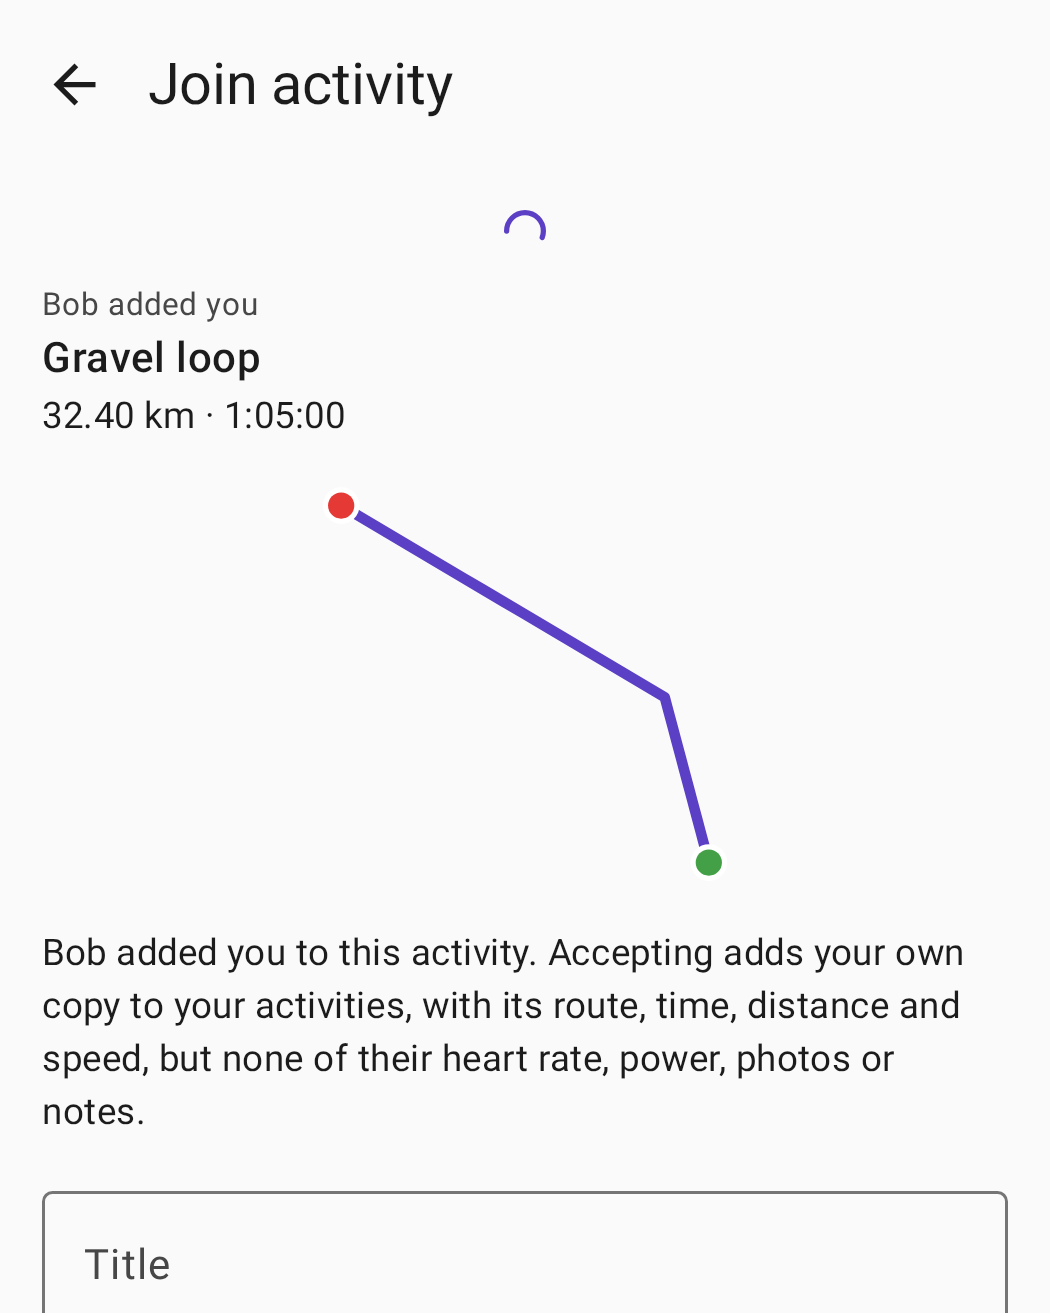 Join activity
Bob added you
Gravel loop
32.40 km · 1:05:00
Bob added you to this activity. Accepting adds your own
copy to your activities, with its route, time, distance and
speed, but none of their heart rate, power, photos or
notes.
Title